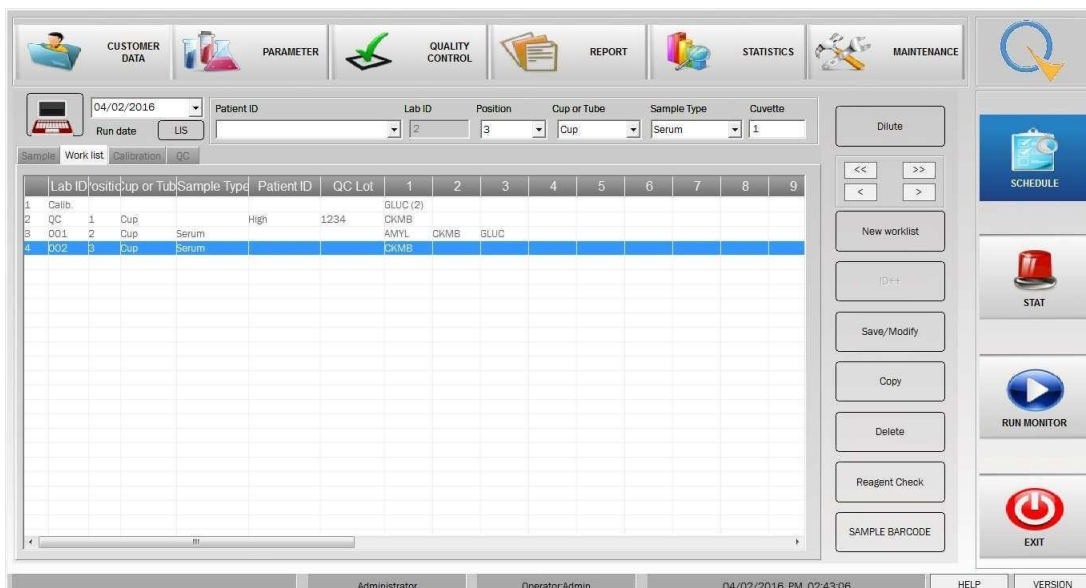 CUSTOMER DATA
PARAMETER
QUALITY CONTROL
REPORT
STATISTICS
MAINTENANCE
04/02/2016
Run date
LIS
Patient ID
Lab ID
Position
Cup or Tube
Sample Type
Cuvette
2
3
Cup
Serum
1
Sample Work list Calibration QC
Lab ID Positic Cup or Tub Sample Type Patient ID QC Lot 1 2 3 4 5 6 7 8 9
1 Calib. GLUC (2)
2 QC 1 Cup High 1234 CKMB
3 001 2 Cup Serum AMYL CKMB GLUC
4 002 3 Cup Serum CKMB
Dilute
<< >>
< >
New worklist
ID++
Save/Modify
Copy
Delete
Reagent Check
SAMPLE BARCODE
SCHEDULE
STAT
RUN MONITOR
EXIT
Administrator
Operator:Admin
04/02/2016 PM 02:43:06
HELP
VERSION